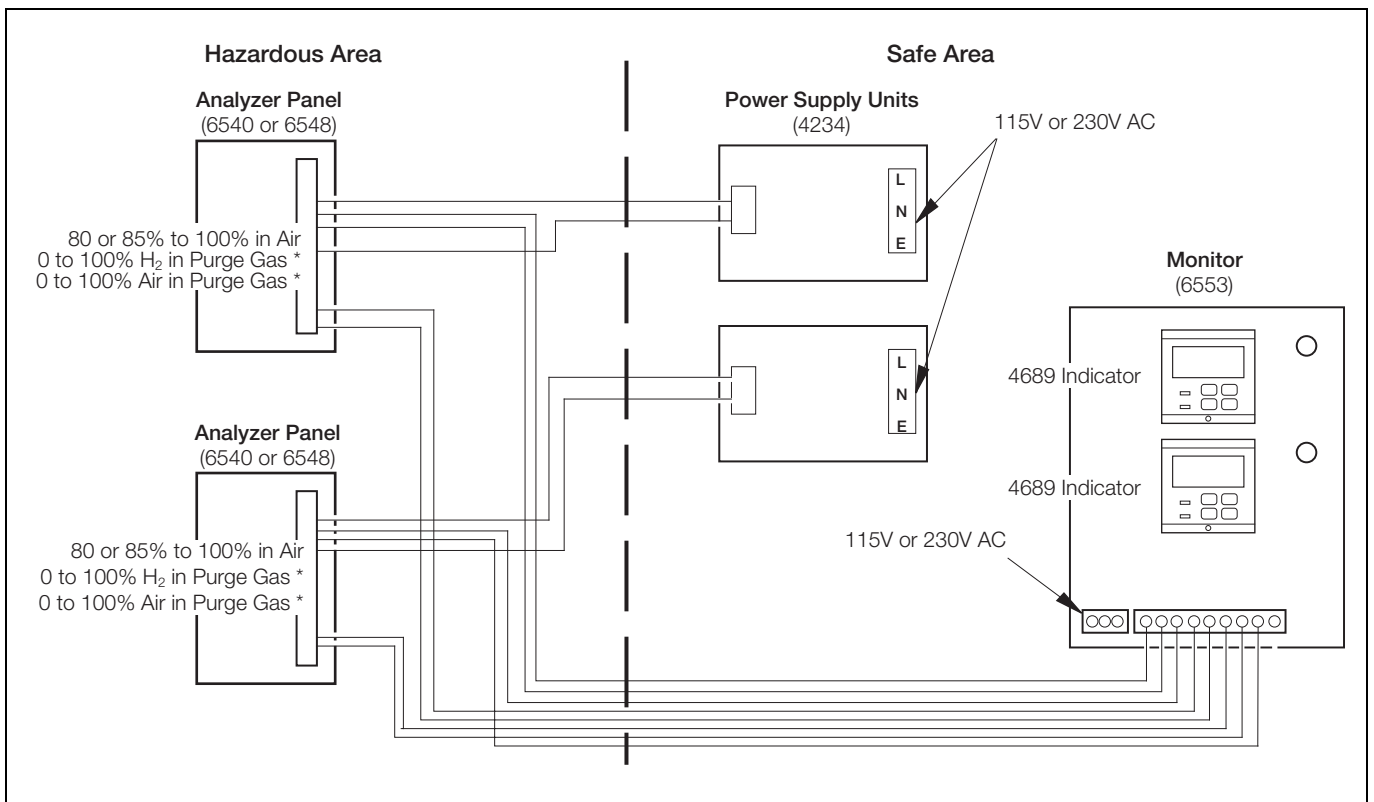 Hazardous Area
Safe Area
Analyzer Panel
(6540 or 6548)
80 or 85% to 100% in Air
0 to 100% H₂ in Purge Gas *
0 to 100% Air in Purge Gas *
Power Supply Units
(4234)
115V or 230V AC
L
N
E
L
N
E
Monitor
(6553)
4689 Indicator
4689 Indicator
115V or 230V AC
Analyzer Panel
(6540 or 6548)
80 or 85% to 100% in Air
0 to 100% H₂ in Purge Gas *
0 to 100% Air in Purge Gas *